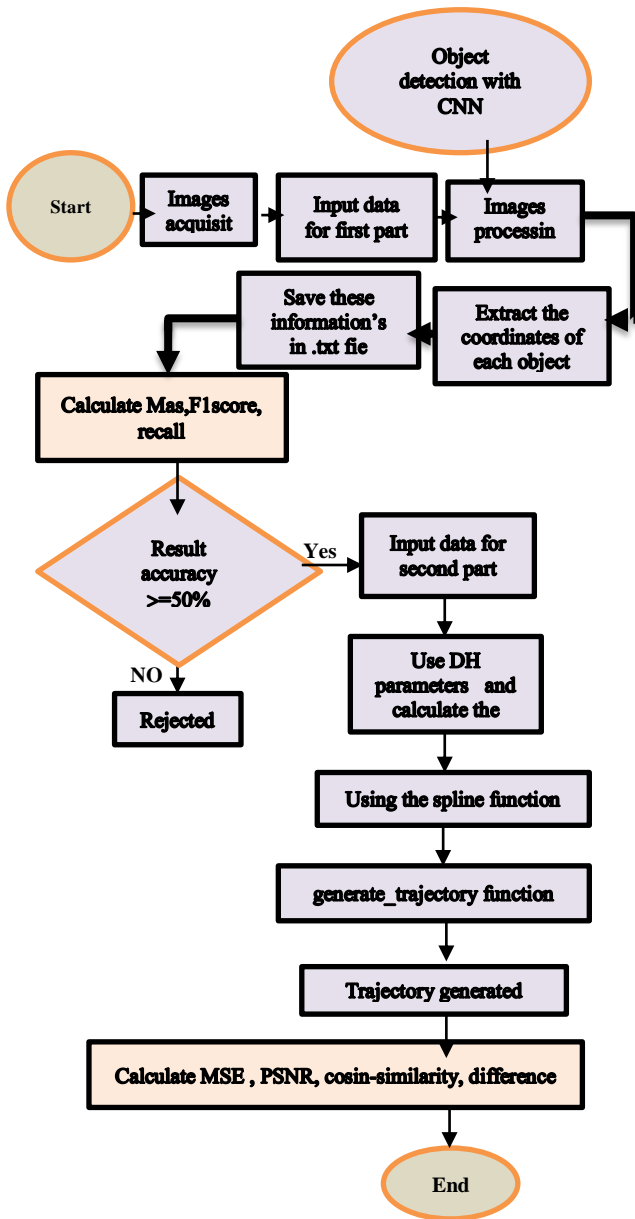 Object
detection with
CNN
Start
Images
acquisit
Input data
for first part
Images
processin
Save these
information's
in .txt fie
Extract the
coordinates of
each object
Calculate Mas,F1score,
recall
Result
accuracy
>=50%
Yes
Input data for
second part
NO
Rejected
Use DH
parameters and
calculate the
Using the spline function
generate_trajectory function
Trajectory generated
Calculate MSE , PSNR, cosin-similarity, difference
End